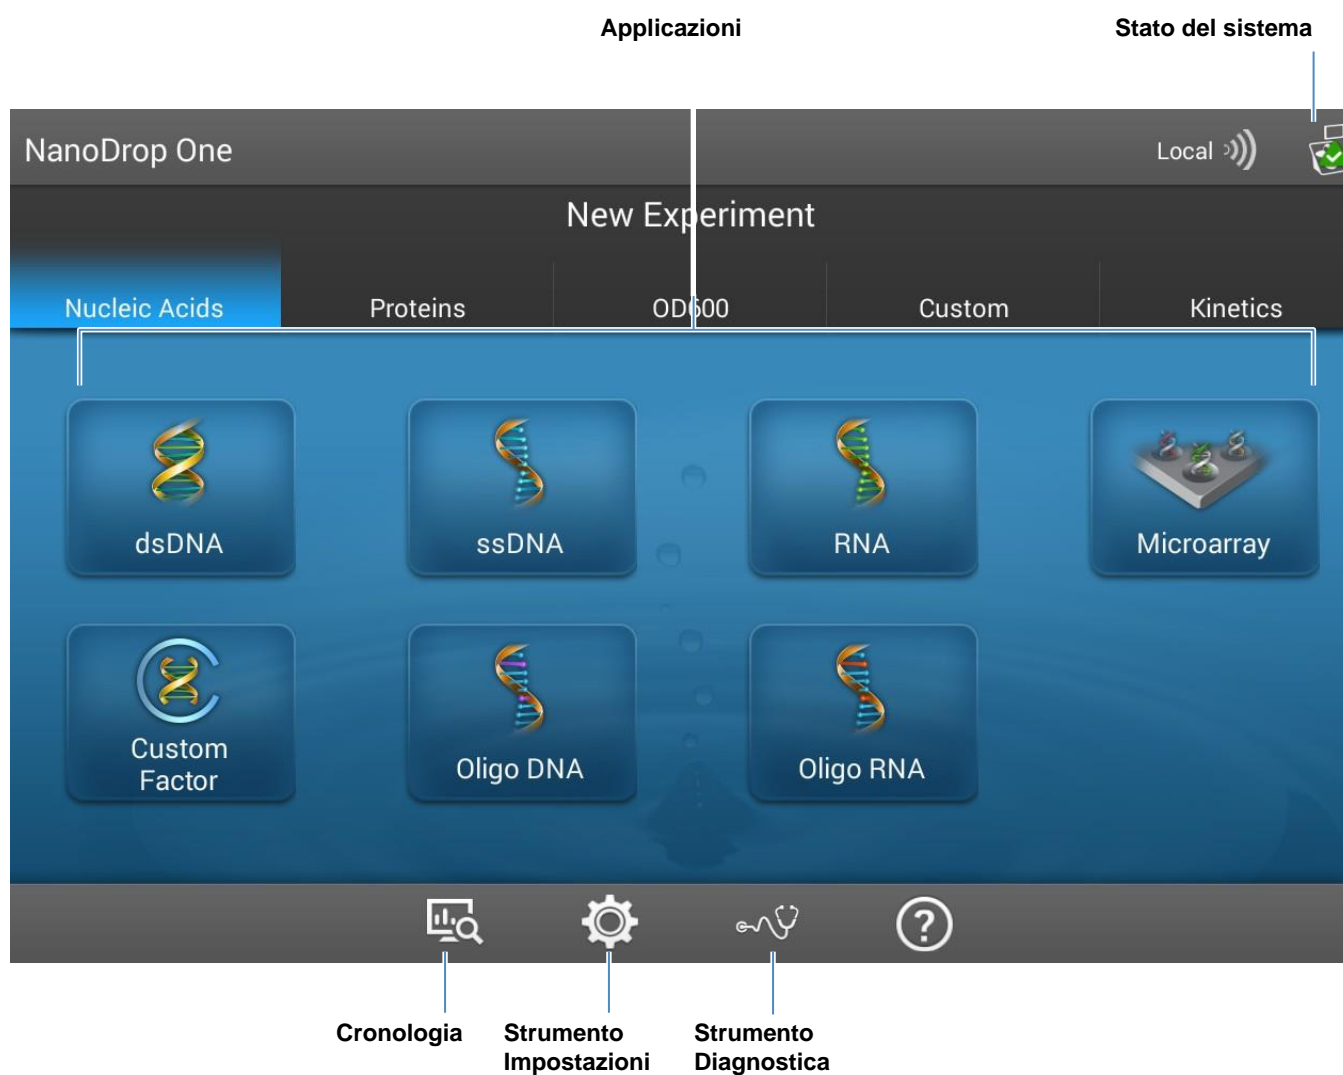 Applicazioni
Stato del sistema
NanoDrop One
Local
New Experiment
Nucleic Acids
Proteins
OD600
Custom
Kinetics
dsDNA
ssDNA
RNA
Microarray
Custom
Factor
Oligo DNA
Oligo RNA
?
Cronologia
Strumento
Impostazioni
Strumento
Diagnostica